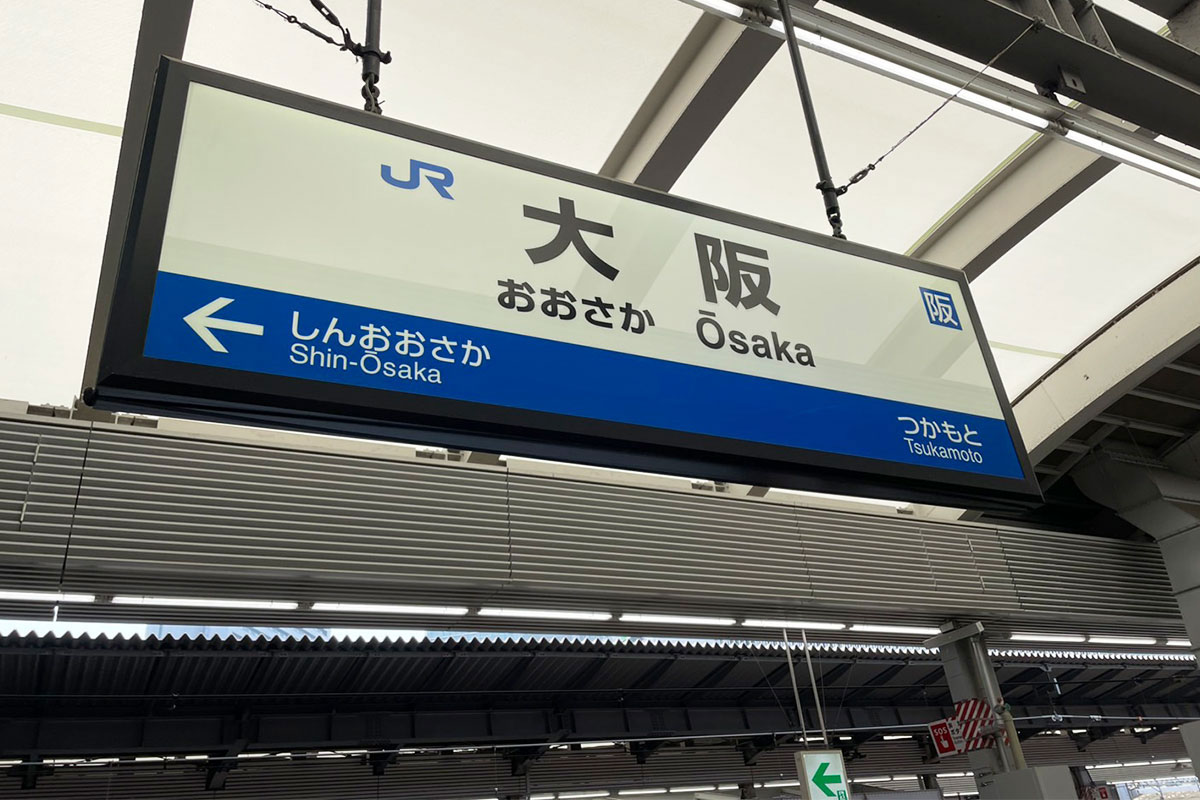 JR
大阪
おおさか Ōsaka
阪
しんおおさか
Shin-Ōsaka
つかもと
Tsukamoto
SOS